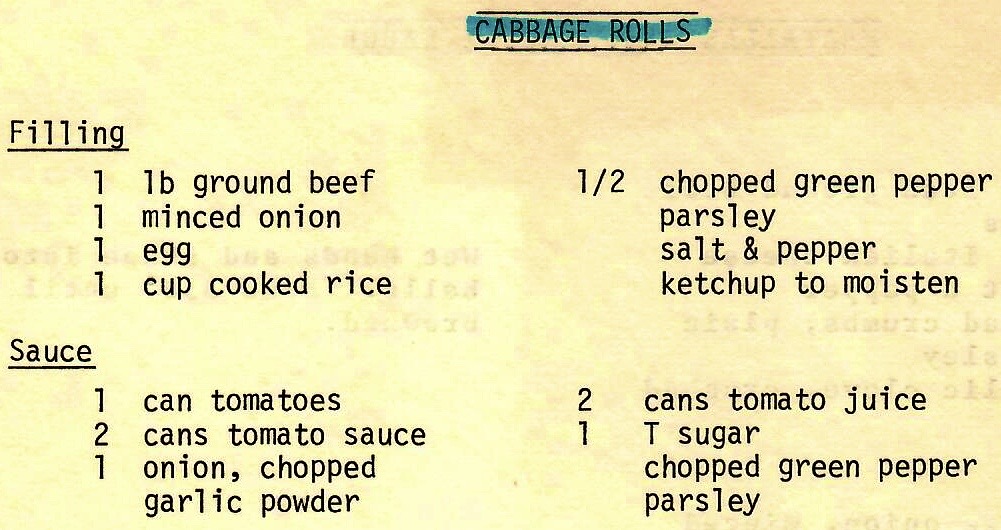 CABBAGE ROLLS
Filling
1 lb ground beef
1 minced onion
1 egg
1 cup cooked rice
1/2 chopped green pepper
parsley
salt & pepper
ketchup to moisten
Sauce
1 can tomatoes
2 cans tomato sauce
1 onion, chopped
garlic powder
2 cans tomato juice
1 T sugar
chopped green pepper
parsley